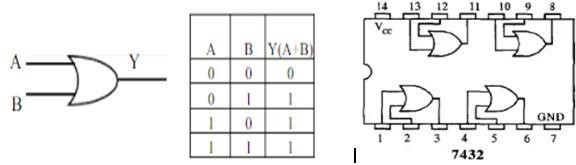 A
B
Y
A B Y(A+B)
0 0 0
0 1 1
1 0 1
1 1 1
14 13 12 11 10 9 8
Vcc
GND
1 2 3 4 5 6 7
7432